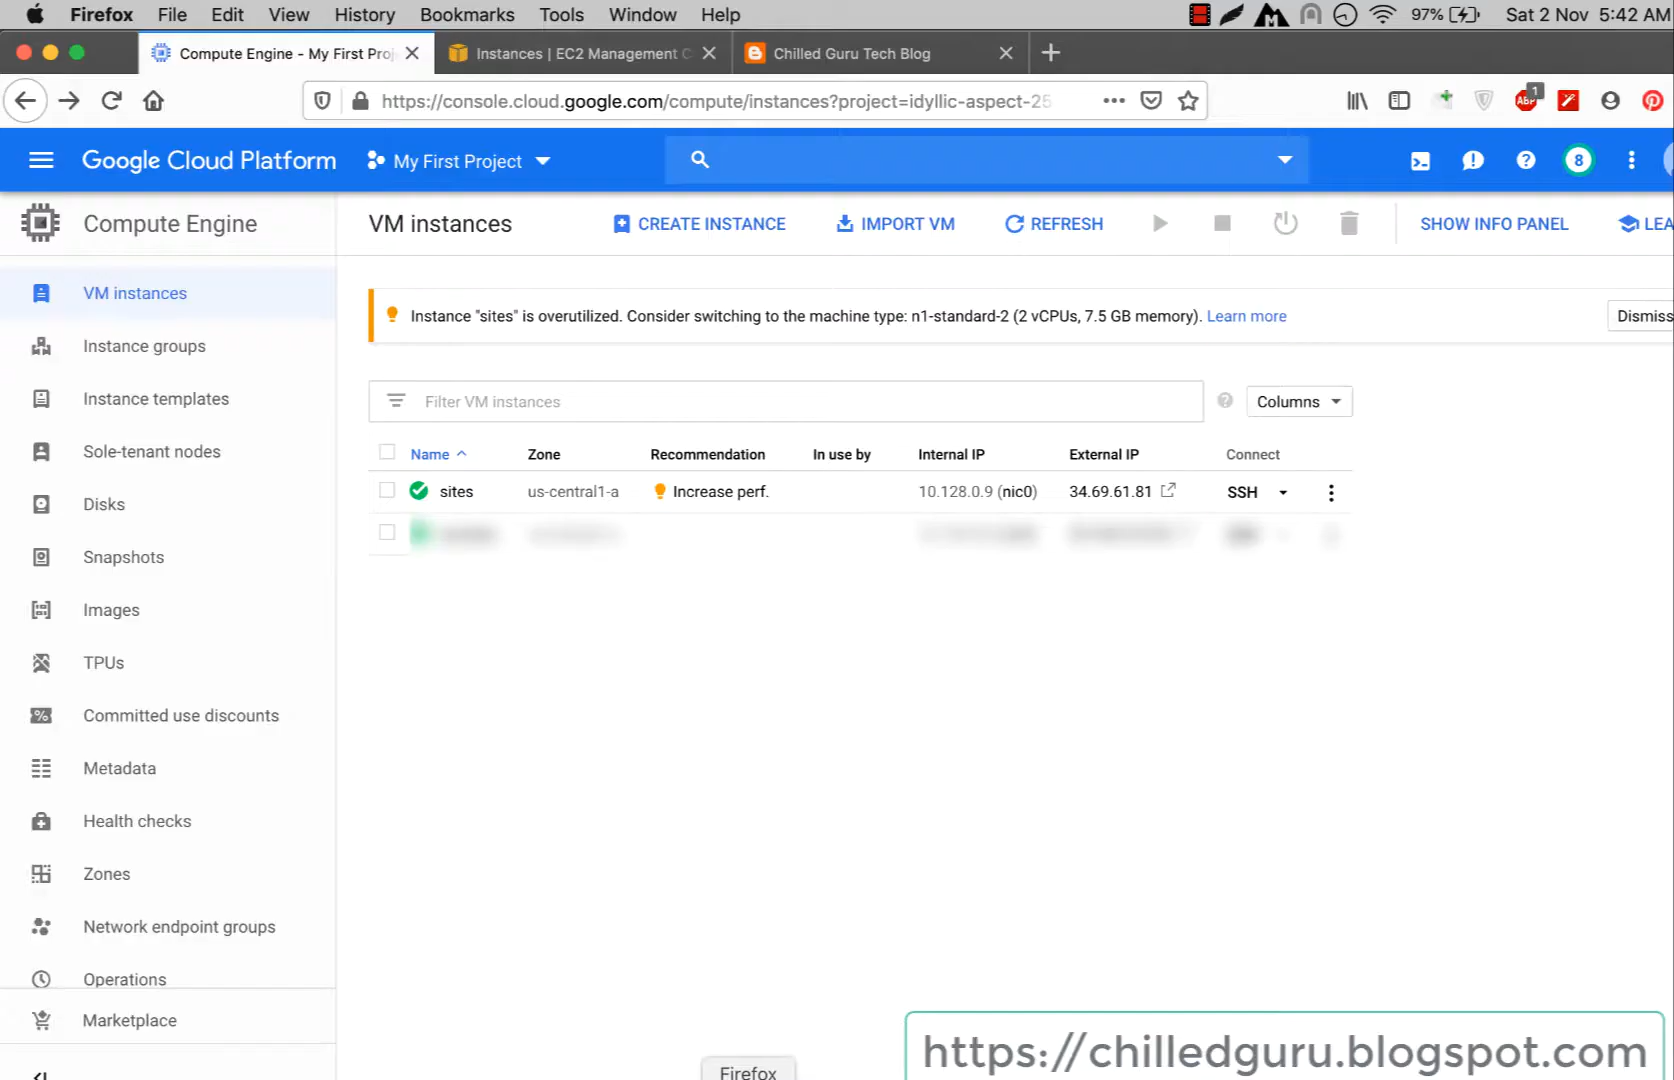 Firefox File Edit View History Bookmarks Tools Window Help 97% Sat 2 Nov 5:42 AM
Compute Engine - My First Proj Instances | EC2 Management C Chilled Guru Tech Blog
https://console.cloud.google.com/compute/instances?project=idyllic-aspect-25 ABP 1
Google Cloud Platform My First Project 8
Compute Engine VM instances CREATE INSTANCE IMPORT VM REFRESH SHOW INFO PANEL LEA
VM instances
Instance "sites" is overutilized. Consider switching to the machine type: n1-standard-2 (2 vCPUs, 7.5 GB memory). Learn more Dismiss
Instance groups
Instance templates
Filter VM instances Columns
Sole-tenant nodes
Name Zone Recommendation In use by Internal IP External IP Connect
Disks
sites us-central1-a Increase perf. 10.128.0.9 (nic0) 34.69.61.81 SSH
Snapshots
Images
TPUs
Committed use discounts
Metadata
Health checks
Zones
Network endpoint groups
Operations
Marketplace
https://chilledguru.blogspot.com
Firefox